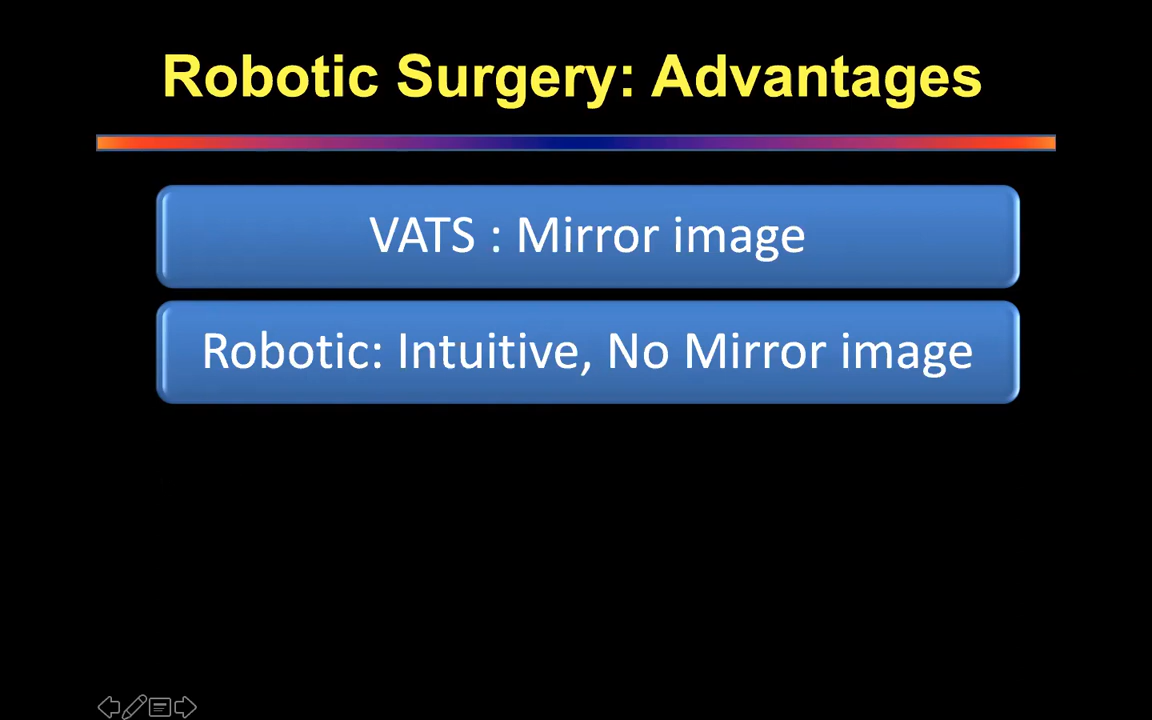 Robotic Surgery: Advantages
VATS : Mirror image
Robotic: Intuitive, No Mirror image